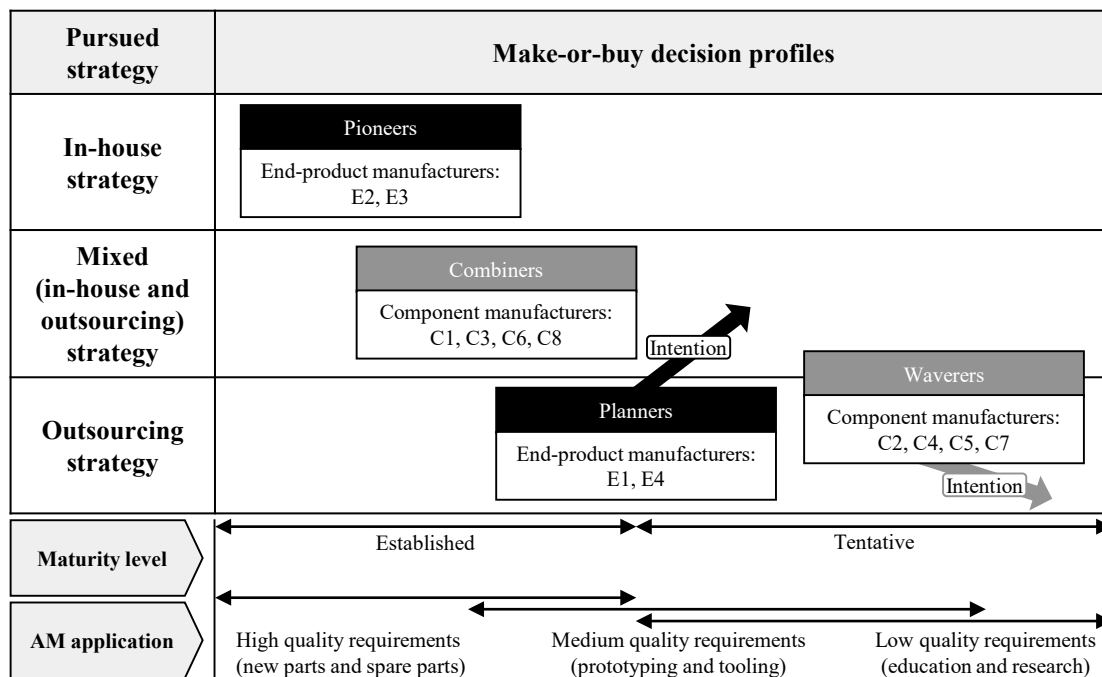 Pursued
strategy
Make-or-buy decision profiles
In-house
strategy
Pioneers
End-product manufacturers:
E2, E3
Mixed
(in-house and
outsourcing)
strategy
Combiners
Component manufacturers:
C1, C3, C6, C8
Intention
Outsourcing
strategy
Planners
End-product manufacturers:
E1, E4
Waverers
Component manufacturers:
C2, C4, C5, C7
Intention
Maturity level
Established
Tentative
AM application
High quality requirements
(new parts and spare parts)
Medium quality requirements
(prototyping and tooling)
Low quality requirements
(education and research)